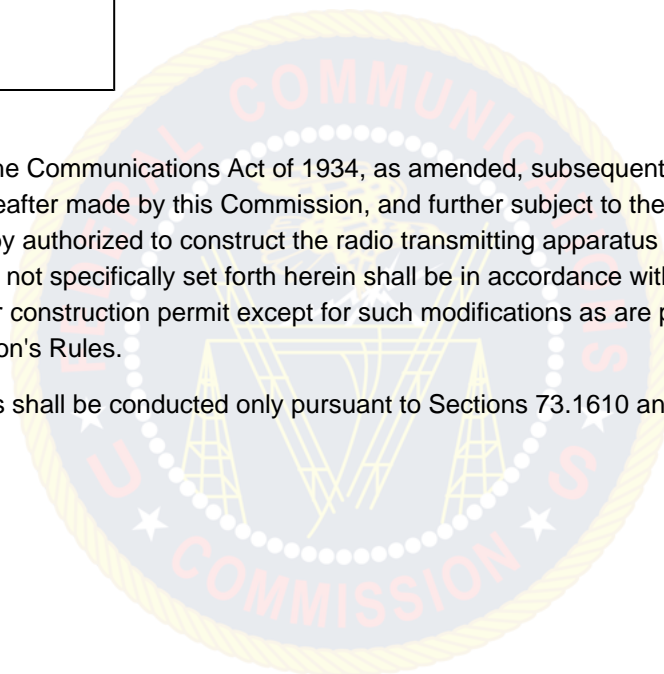 ne Communications Act of 1934, as amended, subsequent
eafter made by this Commission, and further subject to the
by authorized to construct the radio transmitting apparatus
not specifically set forth herein shall be in accordance with
r construction permit except for such modifications as are p
on's Rules.
s shall be conducted only pursuant to Sections 73.1610 an
FEDERAL COMMUNICATIONS
U S
COMMISSION